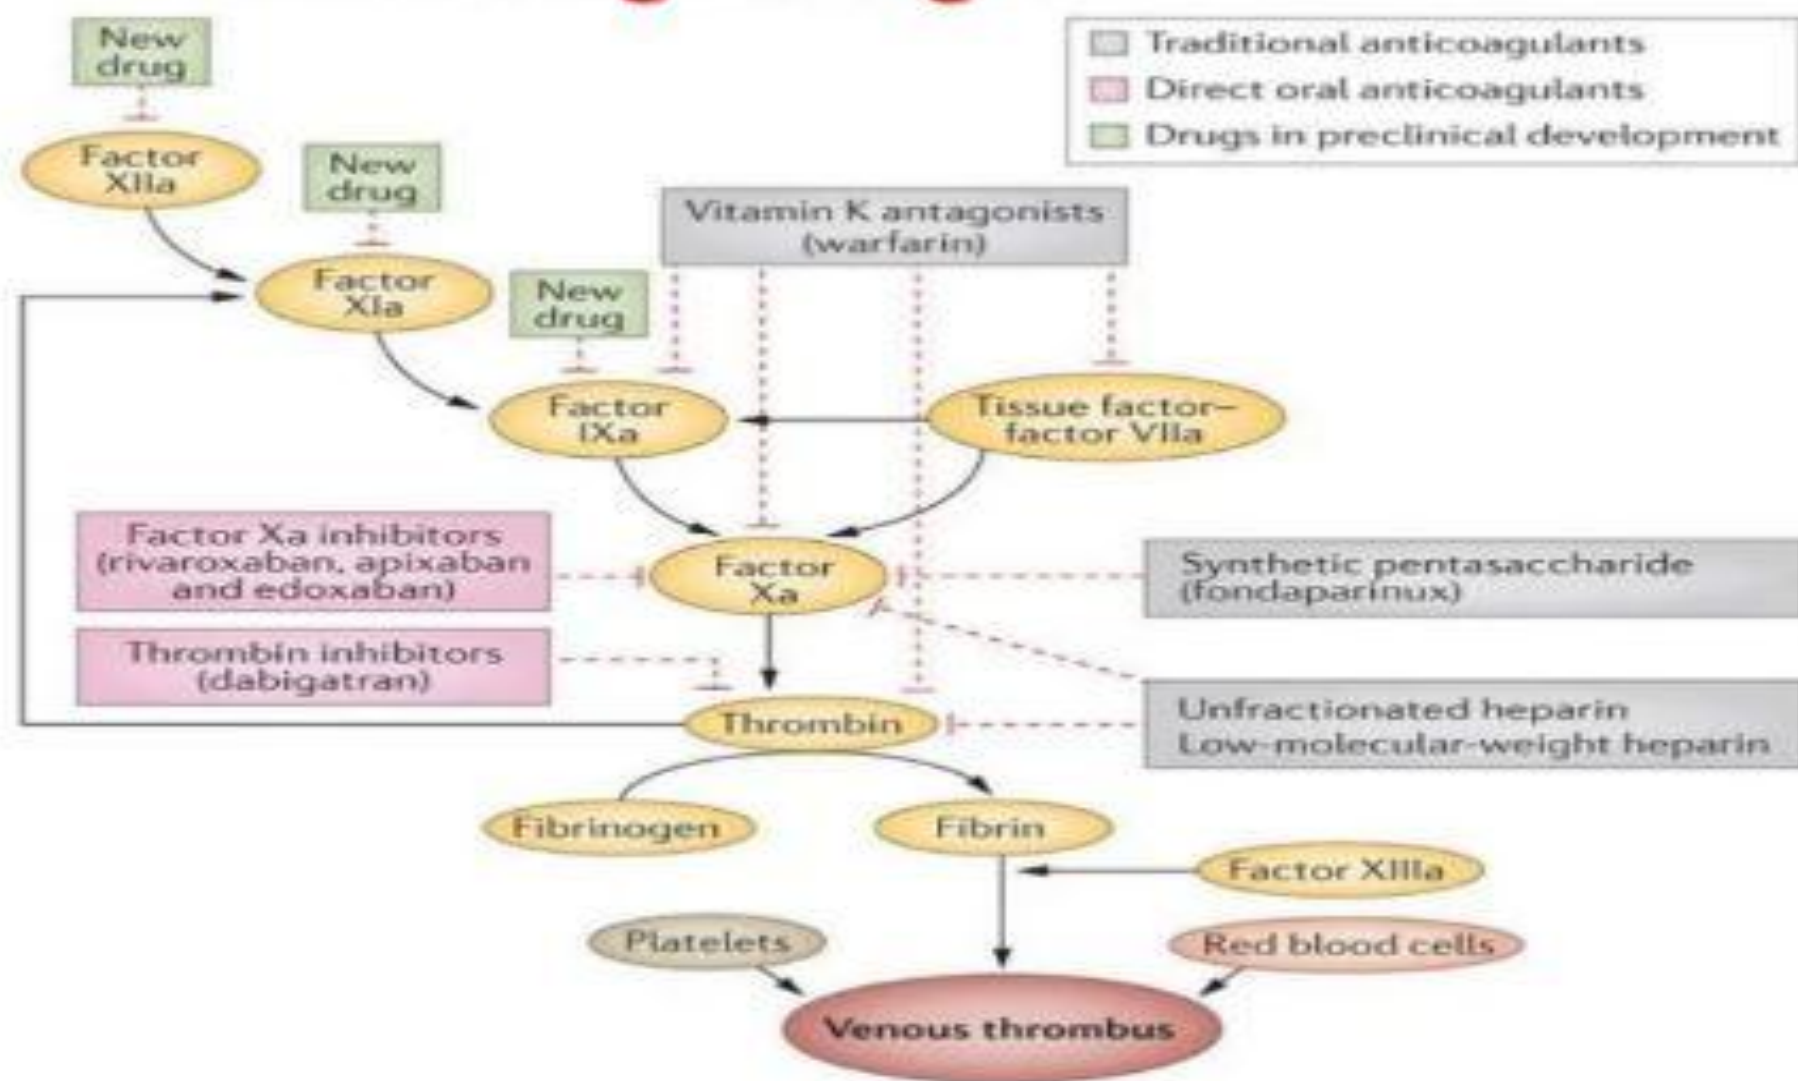 New
drug
Traditional anticoagulants
Direct oral anticoagulants
Drugs in preclinical development
Factor
XIIa
New
drug
Vitamin K antagonists
(warfarin)
Factor
XIa
New
drug
Factor
IXa
Tissue factor–
factor VIIa
Factor Xa inhibitors
(rivaroxaban, apixaban
and edoxaban)
Factor
Xa
Synthetic pentasaccharide
(fondaparinux)
Thrombin inhibitors
(dabigatran)
Thrombin
Unfractionated heparin
Low-molecular-weight heparin
Fibrinogen
Fibrin
Factor XIIIa
Platelets
Red blood cells
Venous thrombus